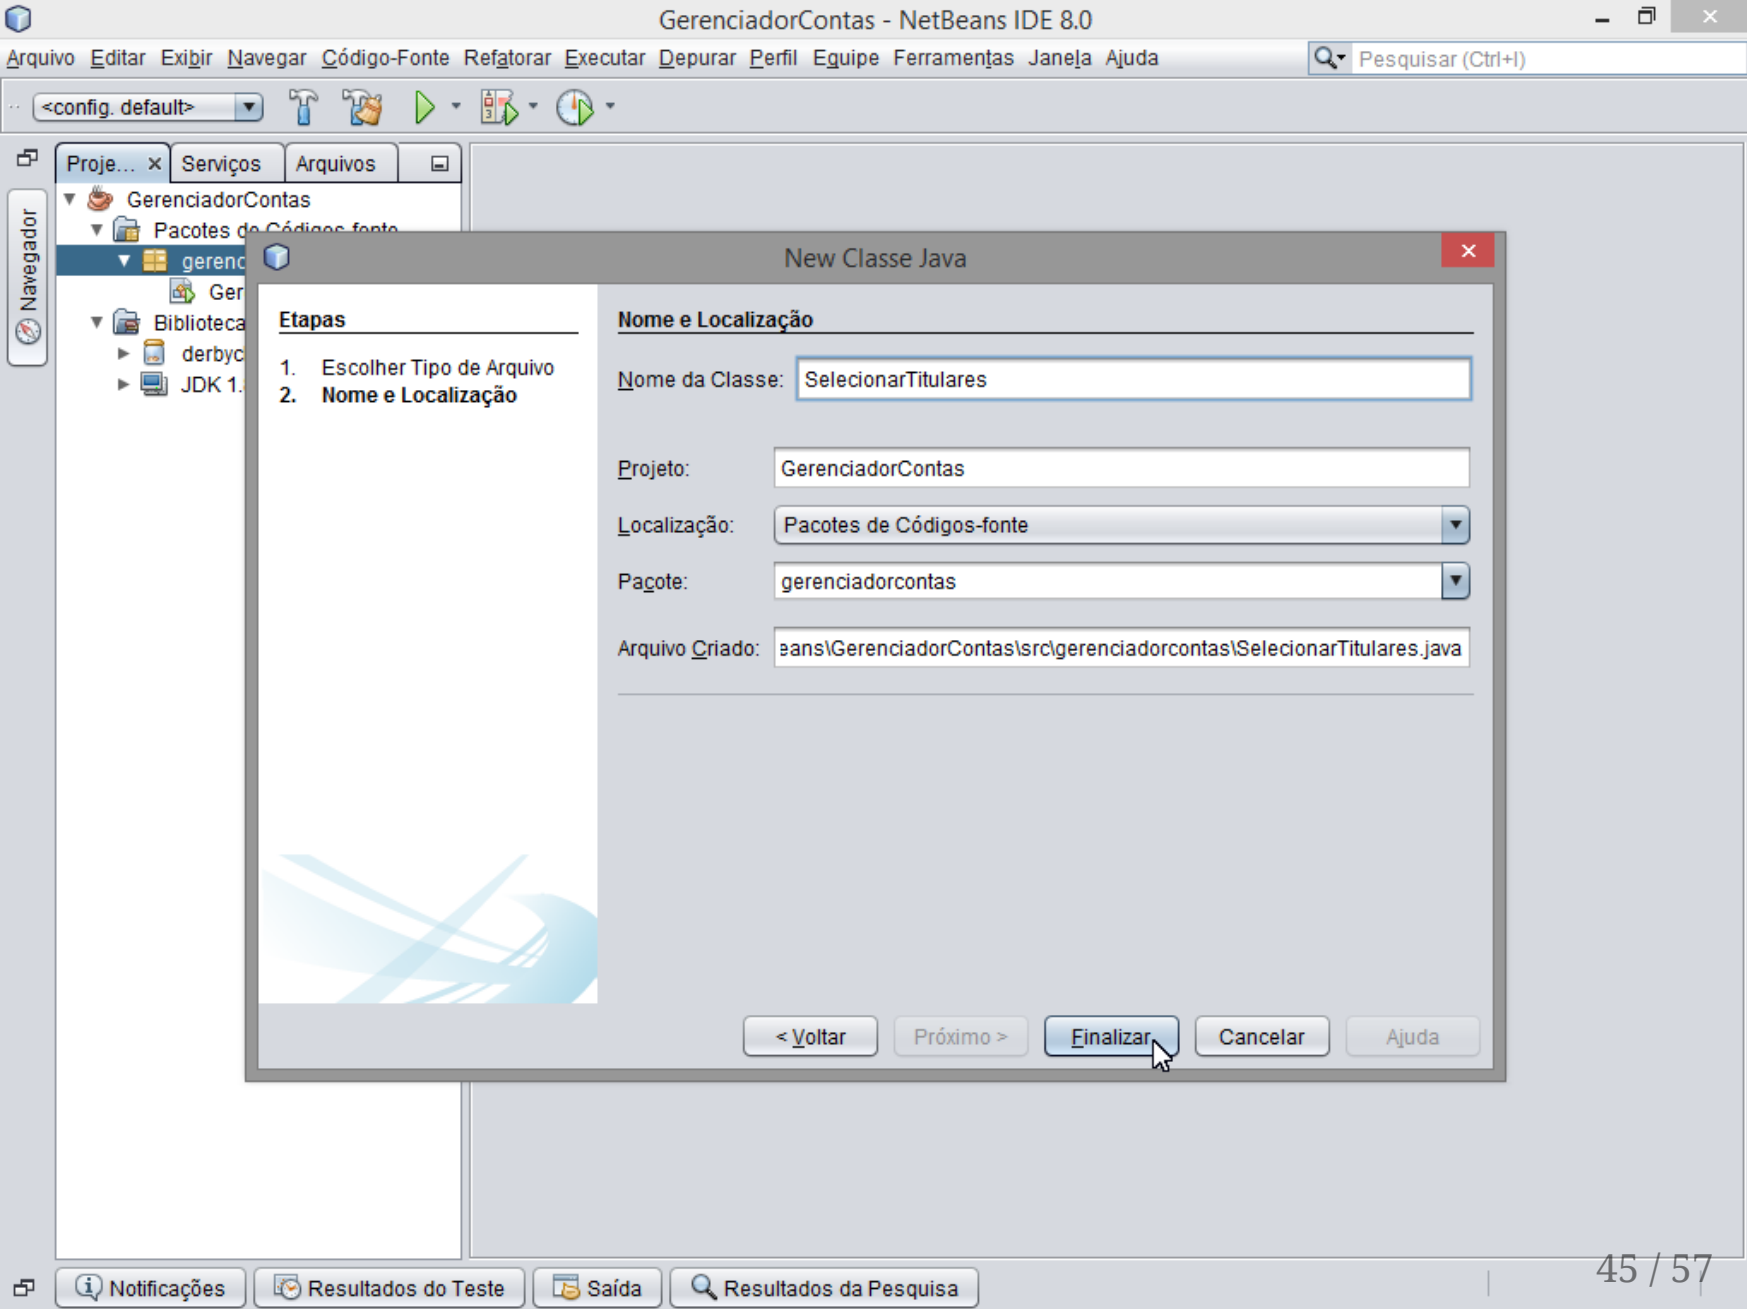 GerenciadorContas - NetBeans IDE 8.0
Arquivo Editar Exibir Navegar Código-Fonte Refatorar Executar Depurar Perfil Equipe Ferramentas Janela Ajuda
Pesquisar (Ctrl+I)
<config. default>
Proje... Serviços Arquivos
Navegador
GerenciadorContas
Pacotes de Códigos-fonte
gerenc
Ger
Biblioteca
derbyc
JDK 1.
New Classe Java
Etapas
1. Escolher Tipo de Arquivo
2. Nome e Localização
Nome e Localização
Nome da Classe: SelecionarTitulares
Projeto: GerenciadorContas
Localização: Pacotes de Códigos-fonte
Pacote: gerenciadorcontas
Arquivo Criado: eans\GerenciadorContas\src\gerenciadorcontas\SelecionarTitulares.java
< Voltar Próximo > Finalizar Cancelar Ajuda
45 / 57
Notificações Resultados do Teste Saída Resultados da Pesquisa